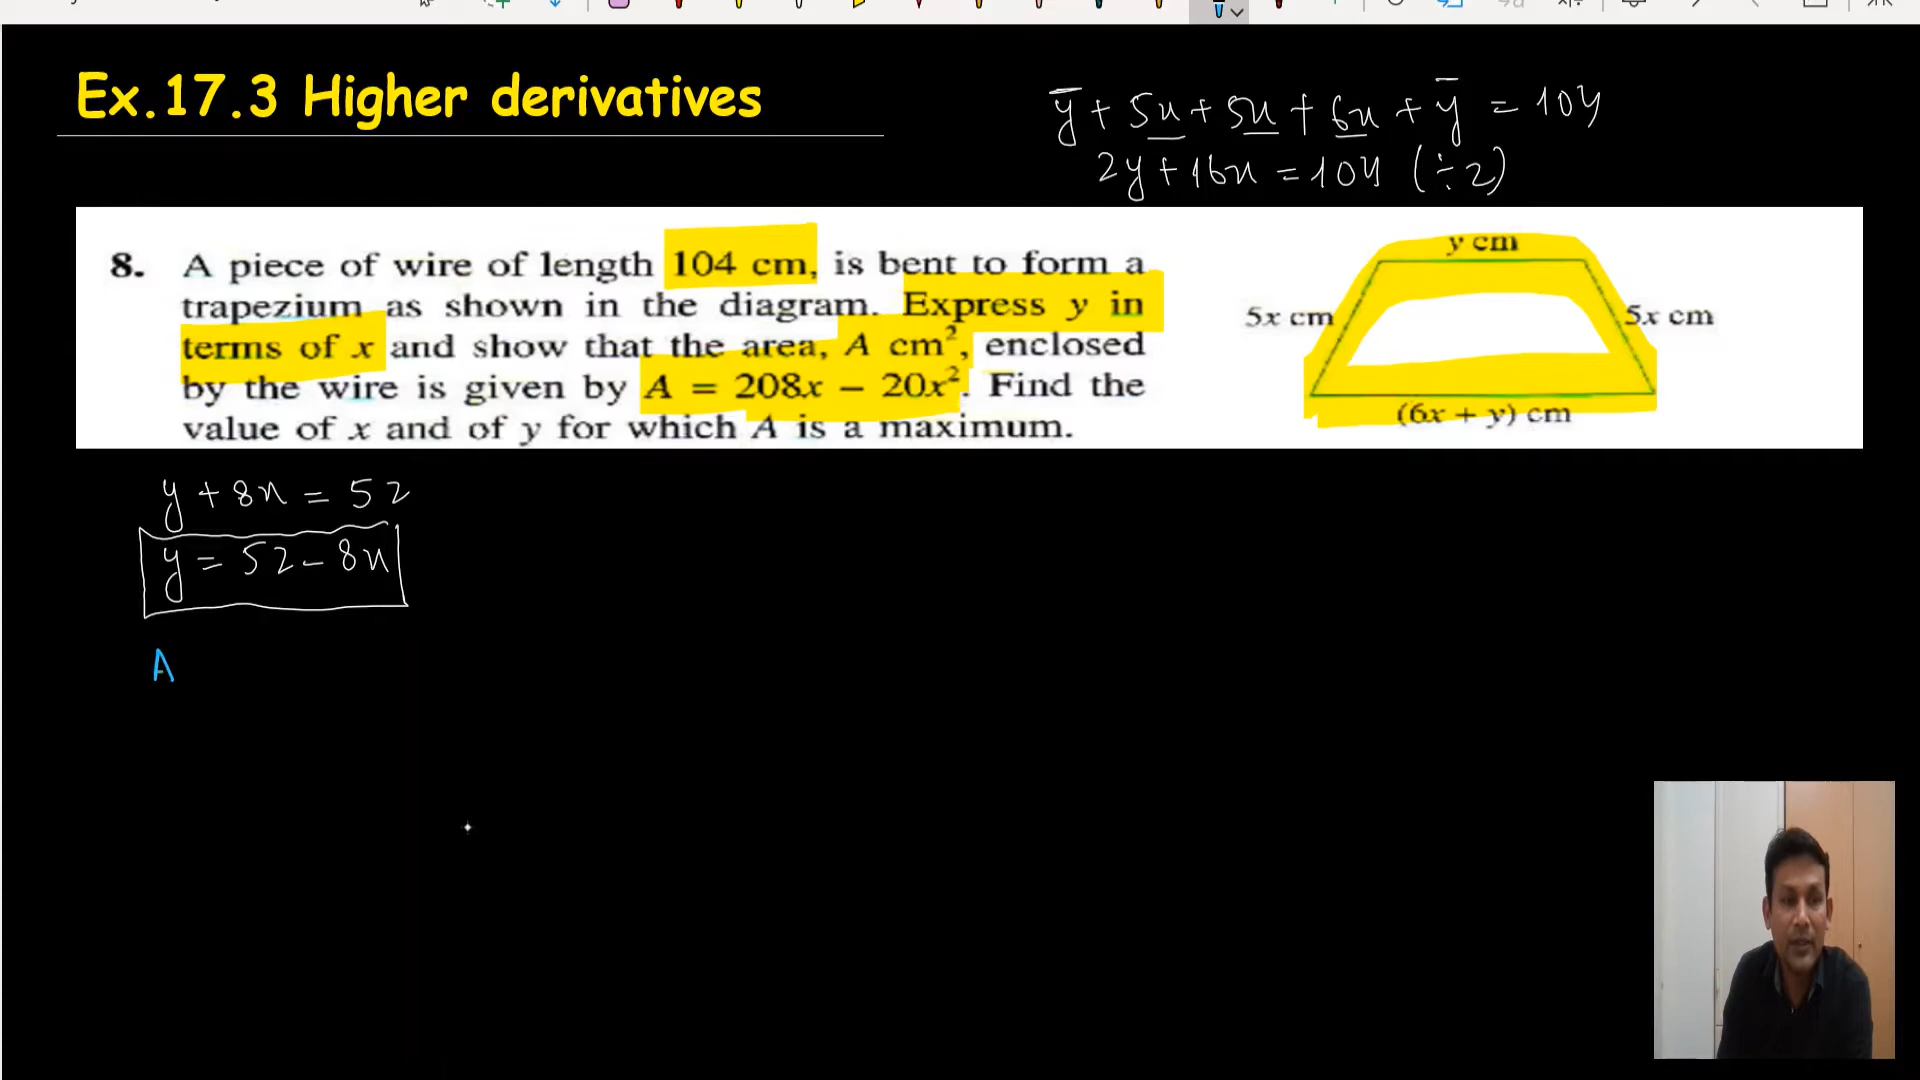 Ex.17.3 Higher derivatives
y + 5x + 5x + 6x + y = 104
2y + 16x = 104 (÷2)
8. A piece of wire of length 104 cm, is bent to form a
trapezium as shown in the diagram. Express y in
terms of x and show that the area, A cm², enclosed
by the wire is given by A = 208x − 20x². Find the
value of x and of y for which A is a maximum.
y cm
5x cm
5x cm
(6x + y) cm
y + 8x = 52
y = 52 - 8x
A